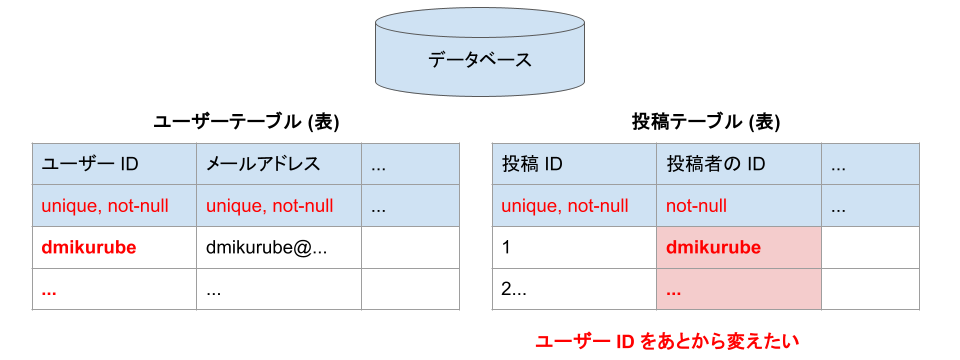 データベース
ユーザーテーブル (表)
ユーザー ID メールアドレス ...
unique, not-null unique, not-null ...
dmikurube dmikurube@...
... ...
投稿テーブル (表)
投稿 ID 投稿者の ID ...
unique, not-null not-null ...
1 dmikurube
2... ...
ユーザー ID をあとから変えたい